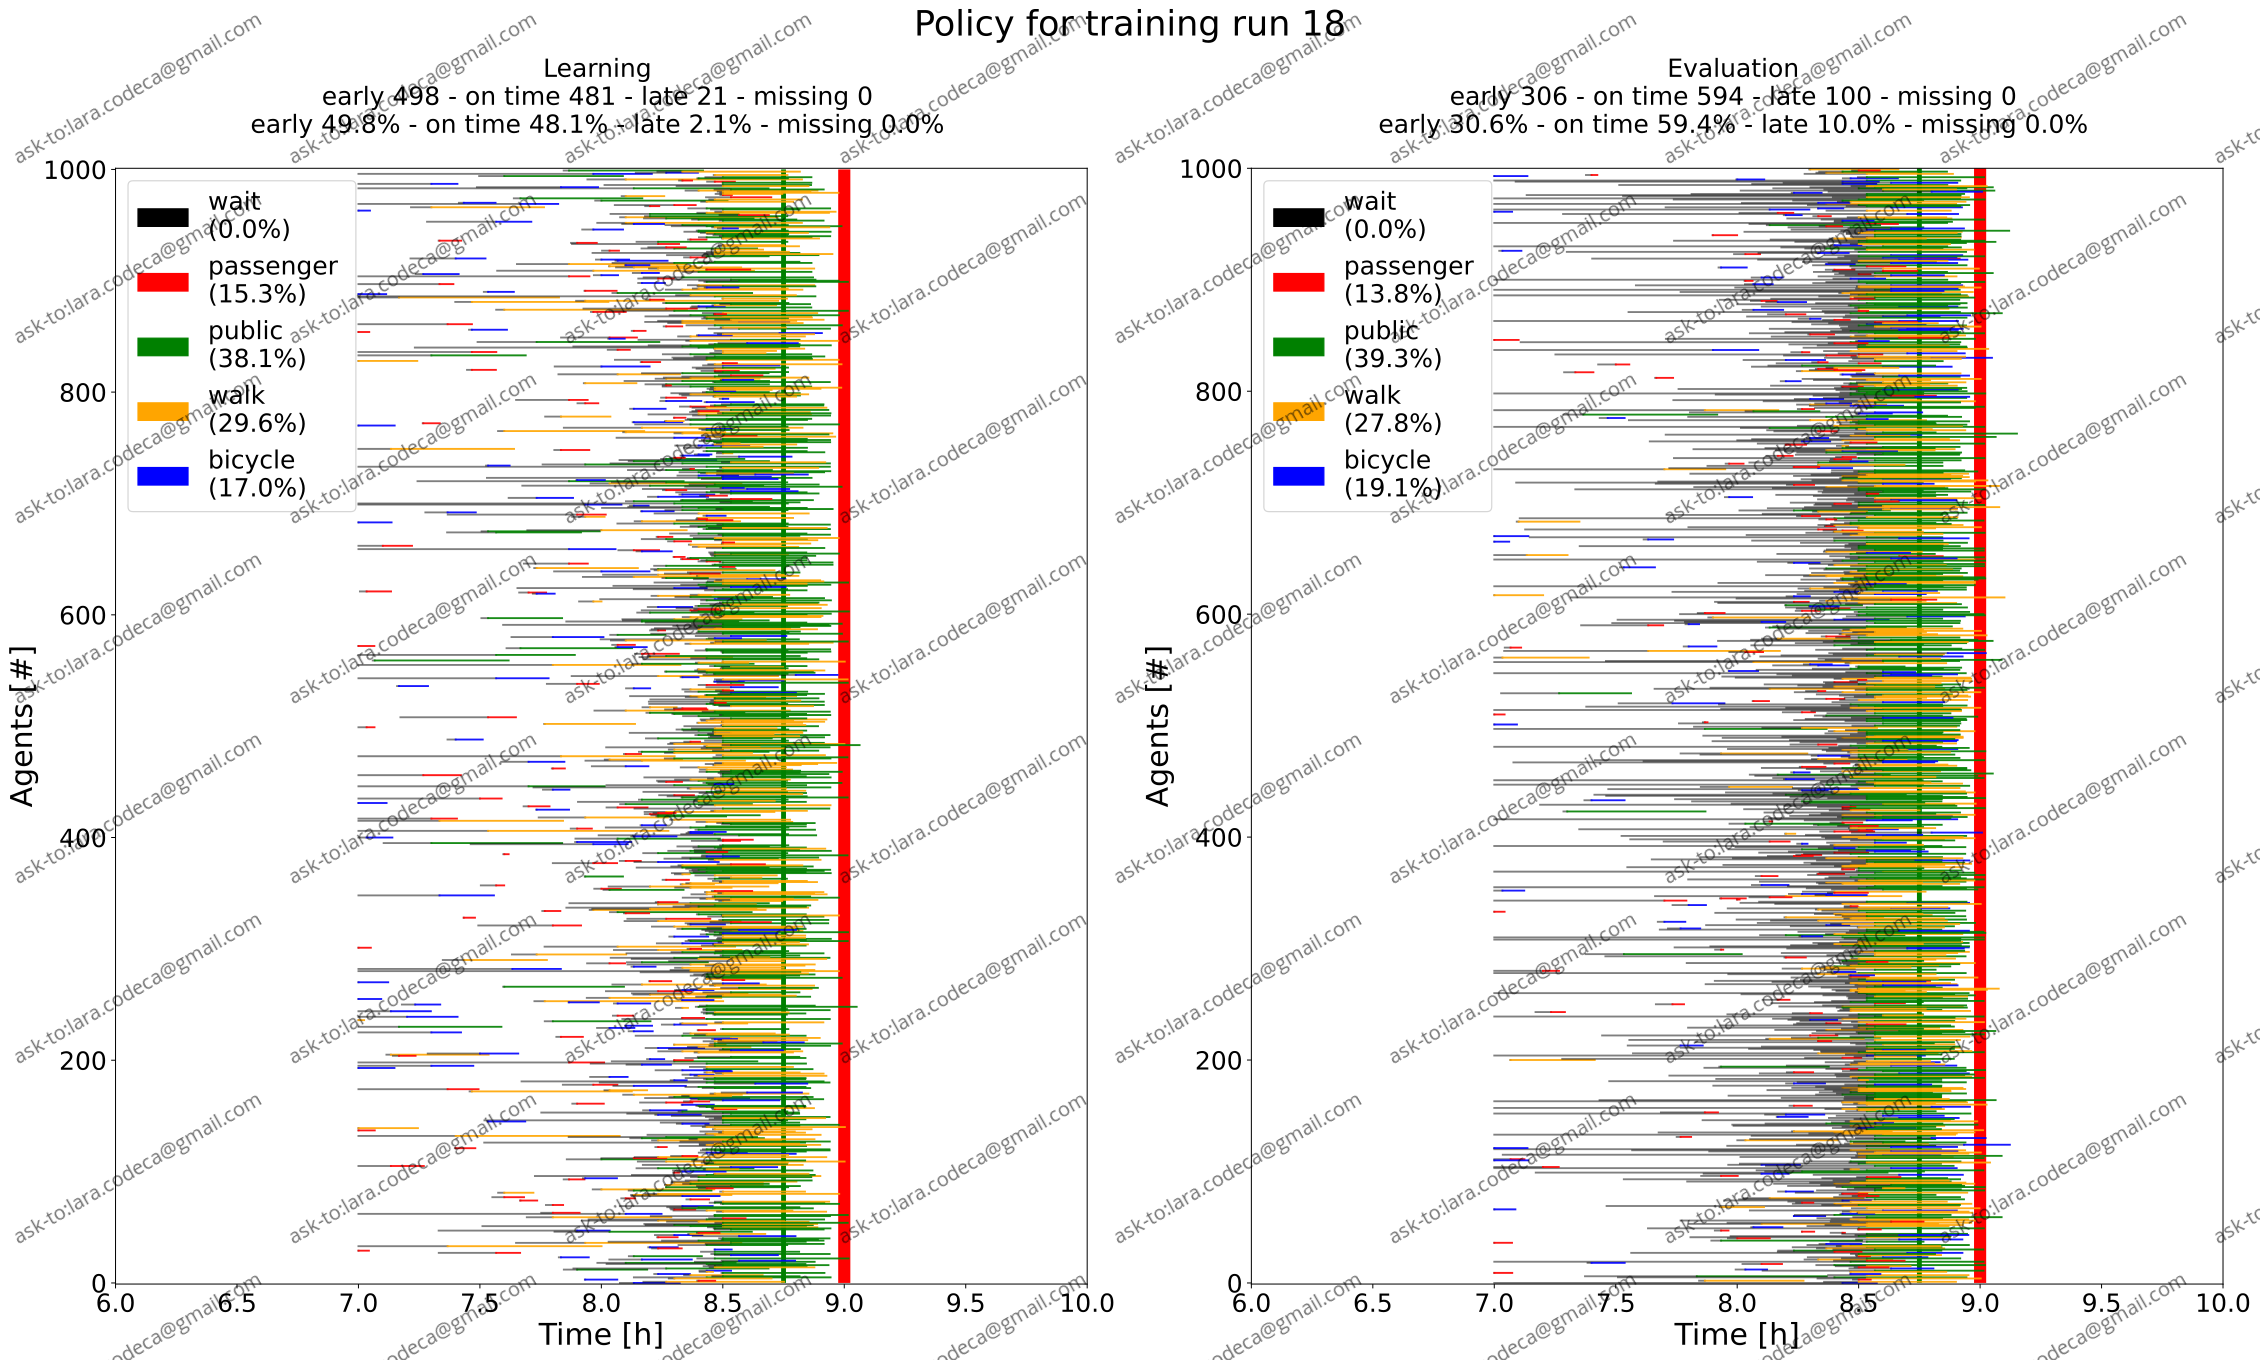 Policy for training run 18
Learning
early 498 - on time 481 - late 21 - missing 0
early 49.8% - on time 48.1% - late 2.1% - missing 0.0%
1000
800
600
400
200
0
Agents [#]
wait
(0.0%)
passenger
(15.3%)
public
(38.1%)
walk
(29.6%)
bicycle
(17.0%)
6.0 6.5 7.0 7.5 8.0 8.5 9.0 9.5 10.0
Time [h]
Evaluation
early 306 - on time 594 - late 100 - missing 0
early 30.6% - on time 59.4% - late 10.0% - missing 0.0%
1000
800
600
400
200
0
Agents [#]
wait
(0.0%)
passenger
(13.8%)
public
(39.3%)
walk
(27.8%)
bicycle
(19.1%)
6.0 6.5 7.0 7.5 8.0 8.5 9.0 9.5 10.0
Time [h]
ask-to:lara.codeca@gmail.com